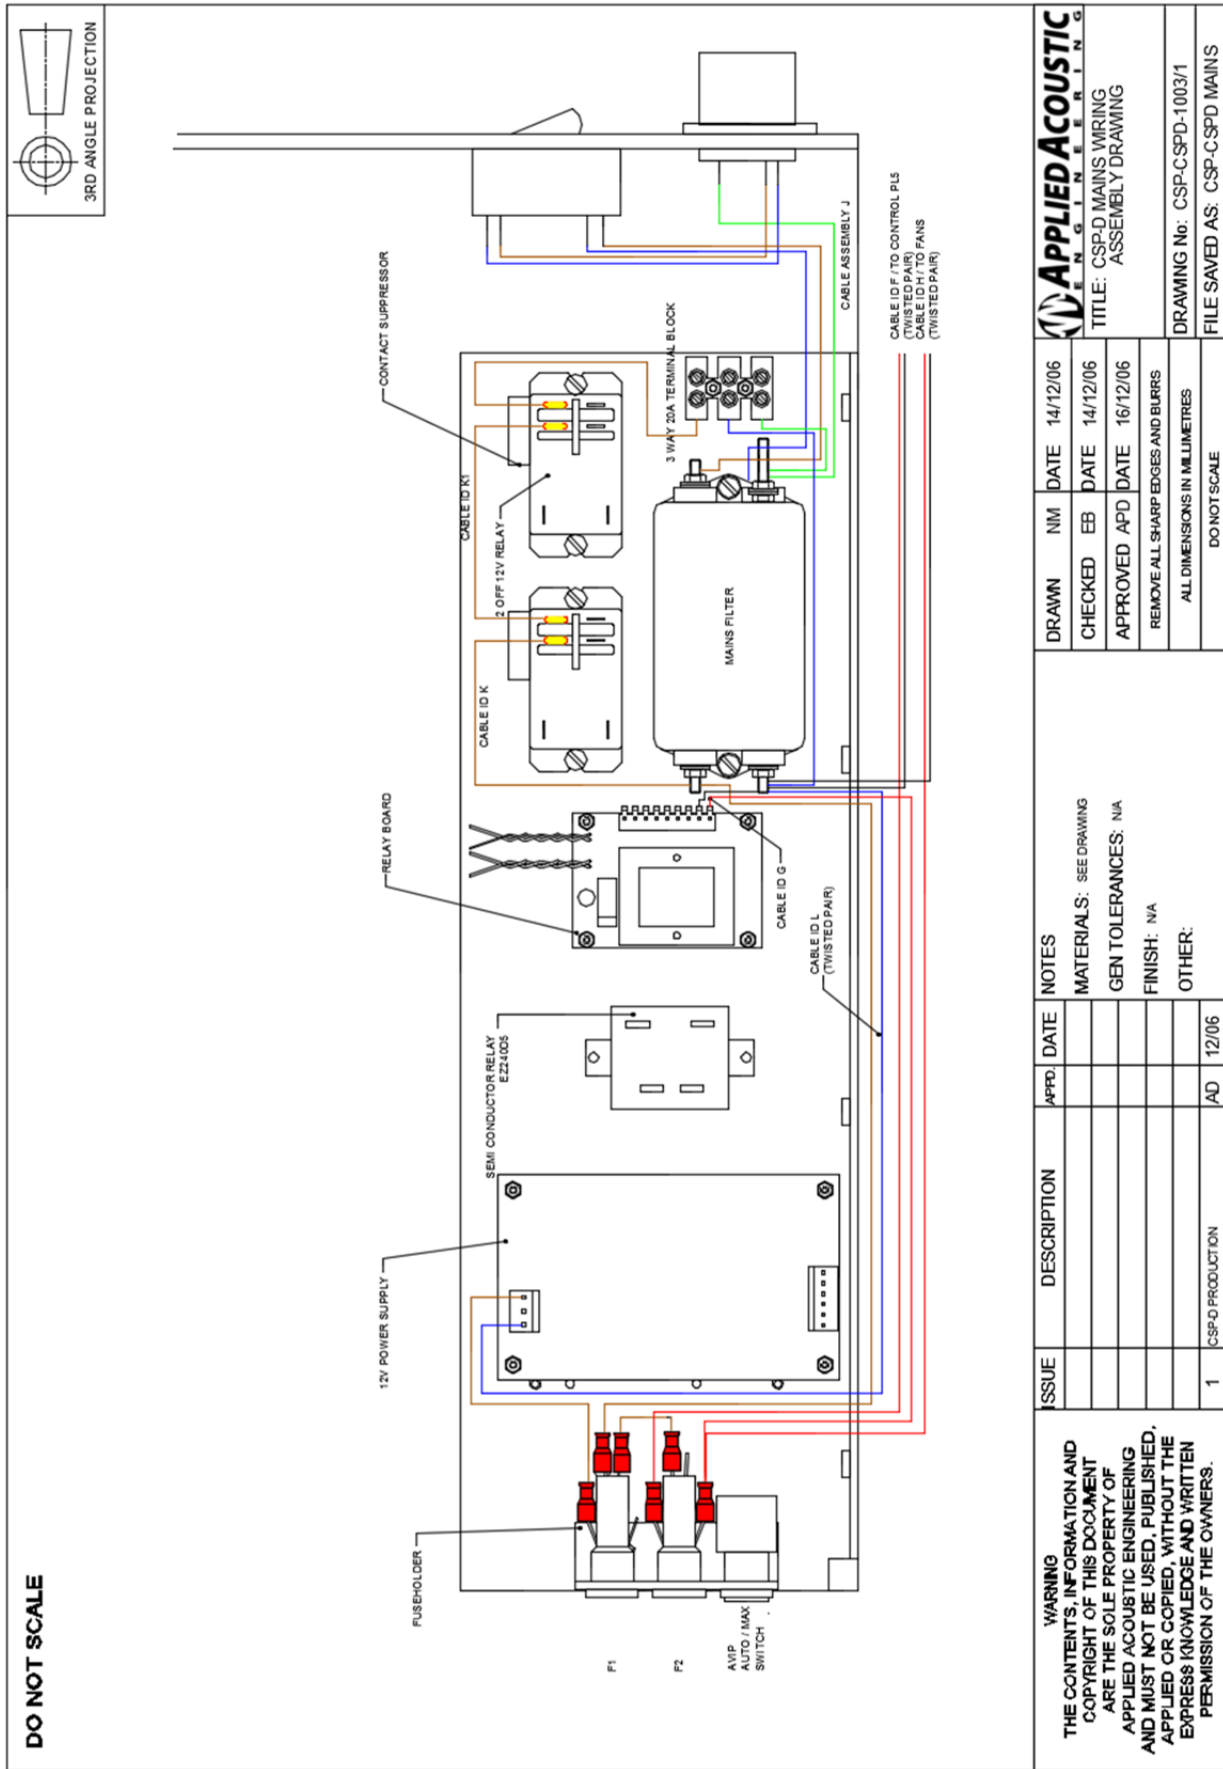 DO NOT SCALE
3RD ANGLE PROJECTION
CONTACT SUPPRESSOR
CABLE ID K1
2 OFF 12V RELAY
3 WAY 20A TERMINAL BLOCK
CABLE ASSEMBLY J
CABLE ID F / TO CONTROL PL5
(TWISTED PAIR)
CABLE ID H / TO FANS
(TWISTED PAIR)
CABLE ID K
MAINS FILTER
RELAY BOARD
CABLE ID G
CABLE ID L
(TWISTED PAIR)
SEMI CONDUCTOR RELAY
EZ240D5
12V POWER SUPPLY
FUSEHOLDER
F1
F2
AVIP
AUTO / MAX
SWITCH
WARNING
THE CONTENTS, INFORMATION AND
COPYRIGHT OF THIS DOCUMENT
ARE THE SOLE PROPERTY OF
APPLIED ACOUSTIC ENGINEERING
AND MUST NOT BE USED, PUBLISHED,
APPLIED OR COPIED, WITHOUT THE
EXPRESS KNOWLEDGE AND WRITTEN
PERMISSION OF THE OWNERS.
ISSUE DESCRIPTION APPD. DATE
1 CSP-D PRODUCTION AD 12/06
NOTES
MATERIALS: SEE DRAWING
GEN TOLERANCES: N/A
FINISH: N/A
OTHER:
DRAWN NM DATE 14/12/06
CHECKED EB DATE 14/12/06
APPROVED APD DATE 16/12/06
REMOVE ALL SHARP EDGES AND BURRS
ALL DIMENSIONS IN MILLIMETRES
DO NOT SCALE
APPLIED ACOUSTIC
ENGINEERING
TITLE: CSP-D MAINS WIRING
ASSEMBLY DRAWING
DRAWING No: CSP-CSPD-1003/1
FILE SAVED AS: CSP-CSPD MAINS